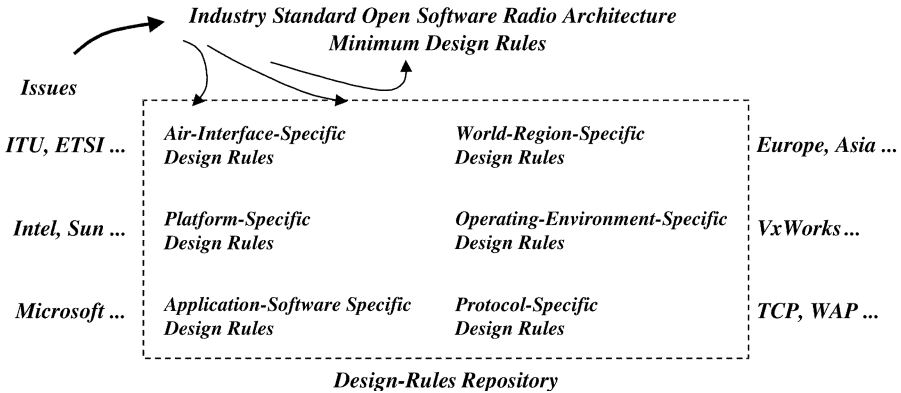 Industry Standard Open Software Radio Architecture
Minimum Design Rules
Issues
ITU, ETSI ...
Air-Interface-Specific
Design Rules
World-Region-Specific
Design Rules
Europe, Asia ...
Intel, Sun ...
Platform-Specific
Design Rules
Operating-Environment-Specific
Design Rules
VxWorks ...
Microsoft ...
Application-Software Specific
Design Rules
Protocol-Specific
Design Rules
TCP, WAP ...
Design-Rules Repository